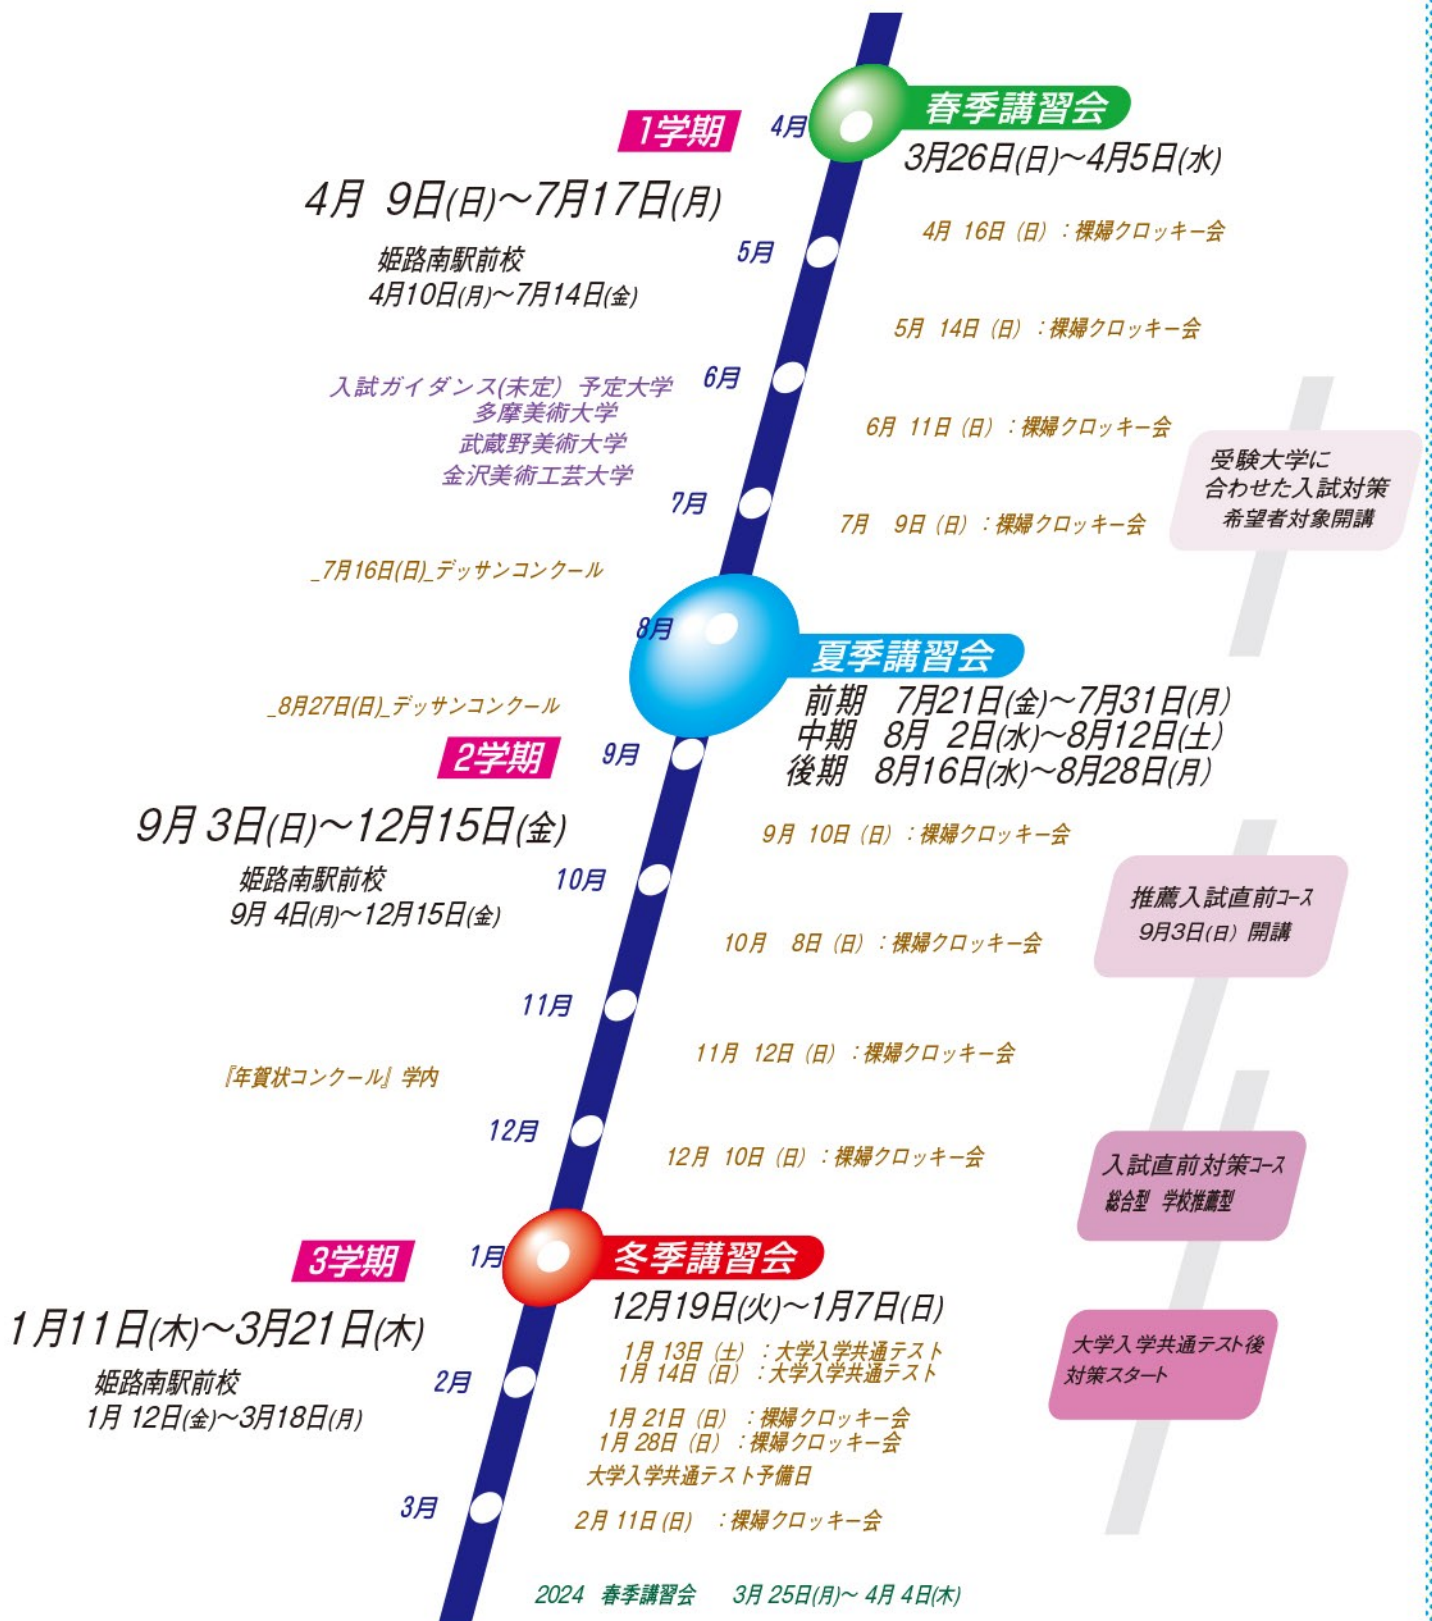 春季講習会
3月26日(日)～4月5日(水)
1学期
4月
4月 9日(日)～7月17日(月)
姫路南駅前校
4月10日(月)～7月14日(金)
4月 16日（日）：裸婦クロッキー会
5月
5月 14日（日）：裸婦クロッキー会
入試ガイダンス(未定） 予定大学
多摩美術大学
武蔵野美術大学
金沢美術工芸大学
6月
6月 11日（日）：裸婦クロッキー会
受験大学に
合わせた入試対策
希望者対象開講
7月
7月 9日（日）：裸婦クロッキー会
_7月16日(日)_デッサンコンクール
8月
夏季講習会
前期 7月21日(金)～7月31日(月）
中期 8月 2日(水)～8月12日(土）
後期 8月16日(水)～8月28日(月）
_8月27日(日)_デッサンコンクール
2学期
9月
9月 3日(日)～12月15日(金)
姫路南駅前校
9月 4日(月)～12月15日(金)
9月 10日（日）：裸婦クロッキー会
10月
推薦入試直前コース
9月3日(日） 開講
10月 8日（日）：裸婦クロッキー会
11月
11月 12日（日）：裸婦クロッキー会
『年賀状コンクール』学内
12月
12月 10日（日）：裸婦クロッキー会
入試直前対策コース
総合型 学校推薦型
3学期
1月
冬季講習会
12月19日(火)～1月7日(日)
1月11日(木)～3月21日(木)
姫路南駅前校
1月 12日(金)～3月18日(月)
1月 13日（土）：大学入学共通テスト
1月 14日（日）：大学入学共通テスト
大学入学共通テスト後
対策スタート
2月
1月 21日（日）：裸婦クロッキー会
1月 28日（日）：裸婦クロッキー会
大学入学共通テスト予備日
3月
2月 11日(日) ：裸婦クロッキー会
2024 春季講習会 3月 25日(月)～ 4月 4日(木)